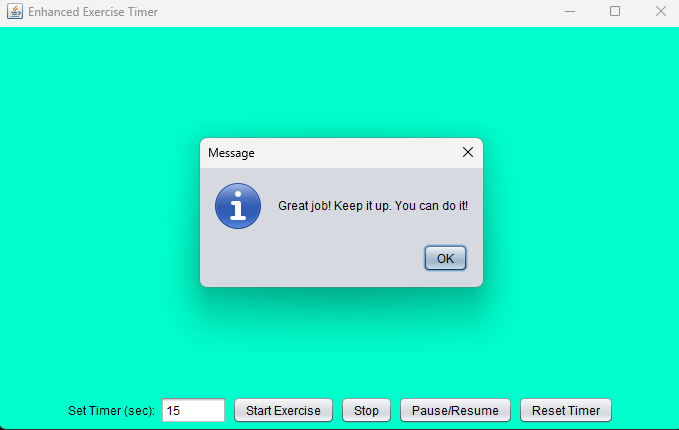 Enhanced Exercise Timer
Message
Great job! Keep it up. You can do it!
OK
Set Timer (sec): 15 Start Exercise Stop Pause/Resume Reset Timer